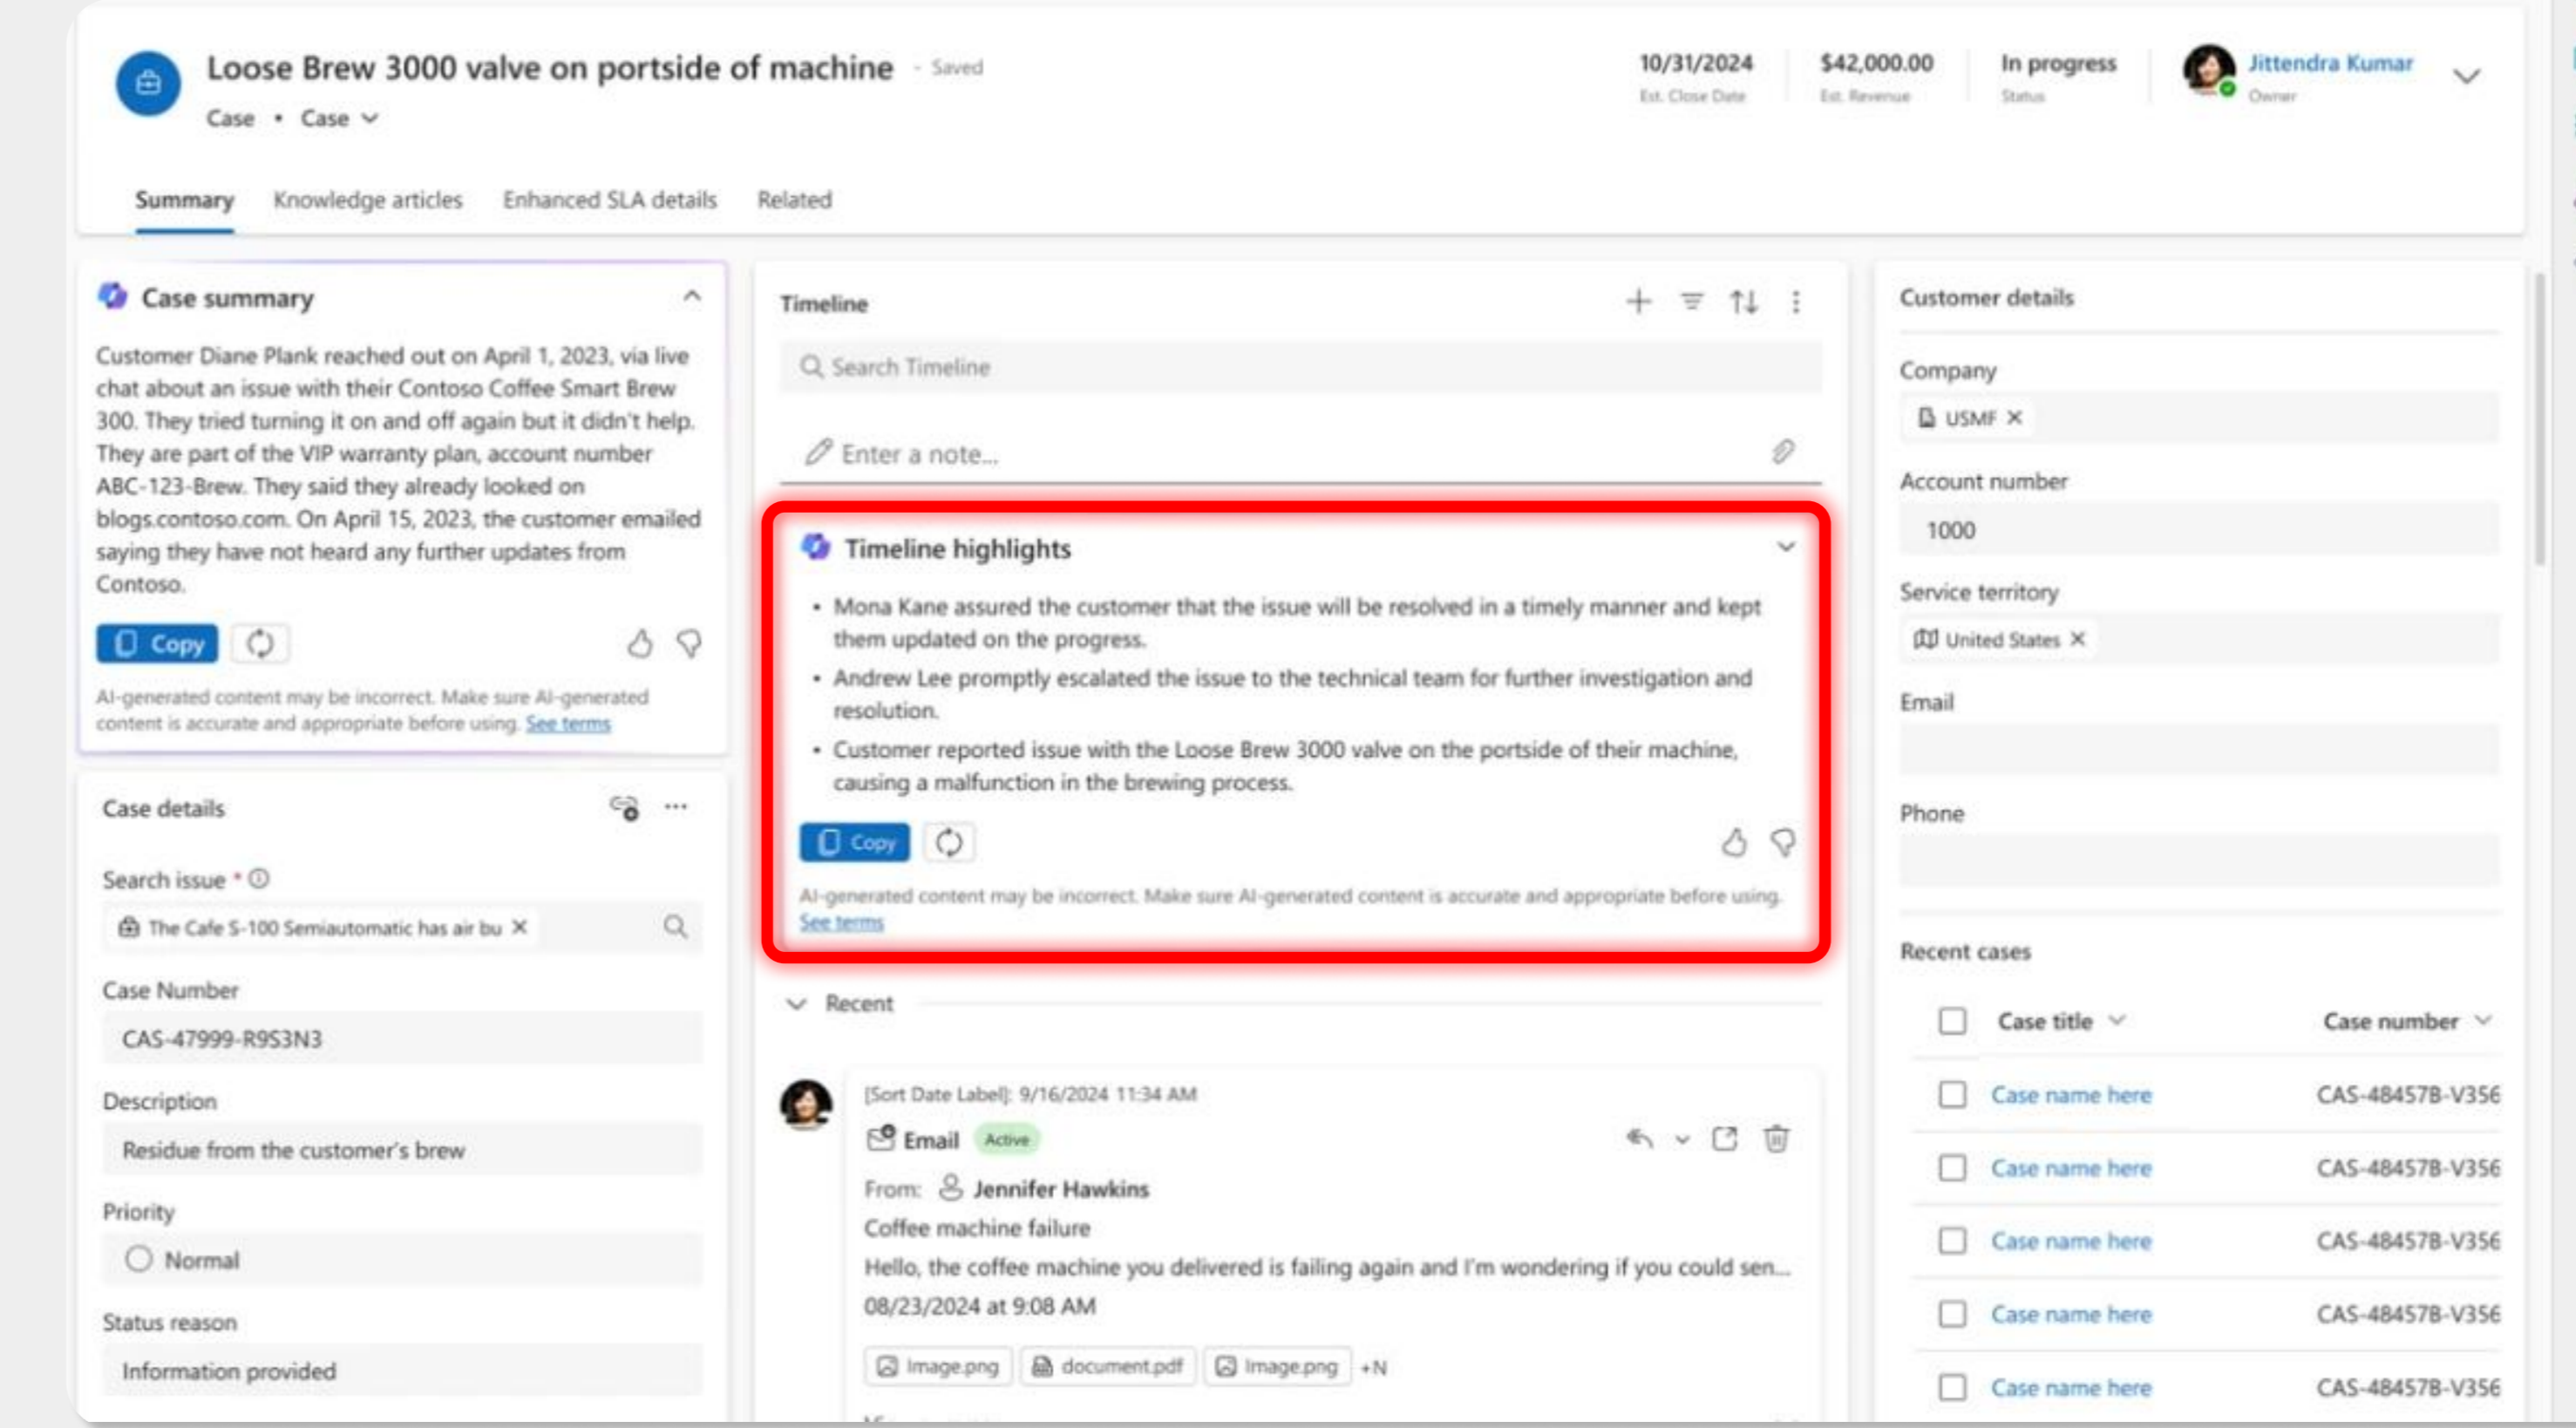 Loose Brew 3000 valve on portside of machine - Saved
Case • Case
10/31/2024
Est. Close Date
$42,000.00
Est. Revenue
In progress
Status
Jittendra Kumar
Owner
Summary Knowledge articles Enhanced SLA details Related
Case summary
Customer Diane Plank reached out on April 1, 2023, via live
chat about an issue with their Contoso Coffee Smart Brew
300. They tried turning it on and off again but it didn't help.
They are part of the VIP warranty plan, account number
ABC-123-Brew. They said they already looked on
blogs.contoso.com. On April 15, 2023, the customer emailed
saying they have not heard any further updates from
Contoso.
Copy
AI-generated content may be incorrect. Make sure AI-generated
content is accurate and appropriate before using. See terms
Case details
Search issue *
The Cafe S-100 Semiautomatic has air bu
Case Number
CAS-47999-R9S3N3
Description
Residue from the customer's brew
Priority
Normal
Status reason
Information provided
Timeline
Search Timeline
Enter a note...
Timeline highlights
• Mona Kane assured the customer that the issue will be resolved in a timely manner and kept
them updated on the progress.
• Andrew Lee promptly escalated the issue to the technical team for further investigation and
resolution.
• Customer reported issue with the Loose Brew 3000 valve on the portside of their machine,
causing a malfunction in the brewing process.
Copy
AI-generated content may be incorrect. Make sure AI-generated content is accurate and appropriate before using.
See terms
Recent
[Sort Date Label]: 9/16/2024 11:34 AM
Email Active
From: Jennifer Hawkins
Coffee machine failure
Hello, the coffee machine you delivered is failing again and I'm wondering if you could sen...
08/23/2024 at 9:08 AM
Image.png document.pdf Image.png +N
Customer details
Company
USMF
Account number
1000
Service territory
United States
Email
Phone
Recent cases
Case title Case number
Case name here CAS-48457B-V356
Case name here CAS-48457B-V356
Case name here CAS-48457B-V356
Case name here CAS-48457B-V356
Case name here CAS-48457B-V356